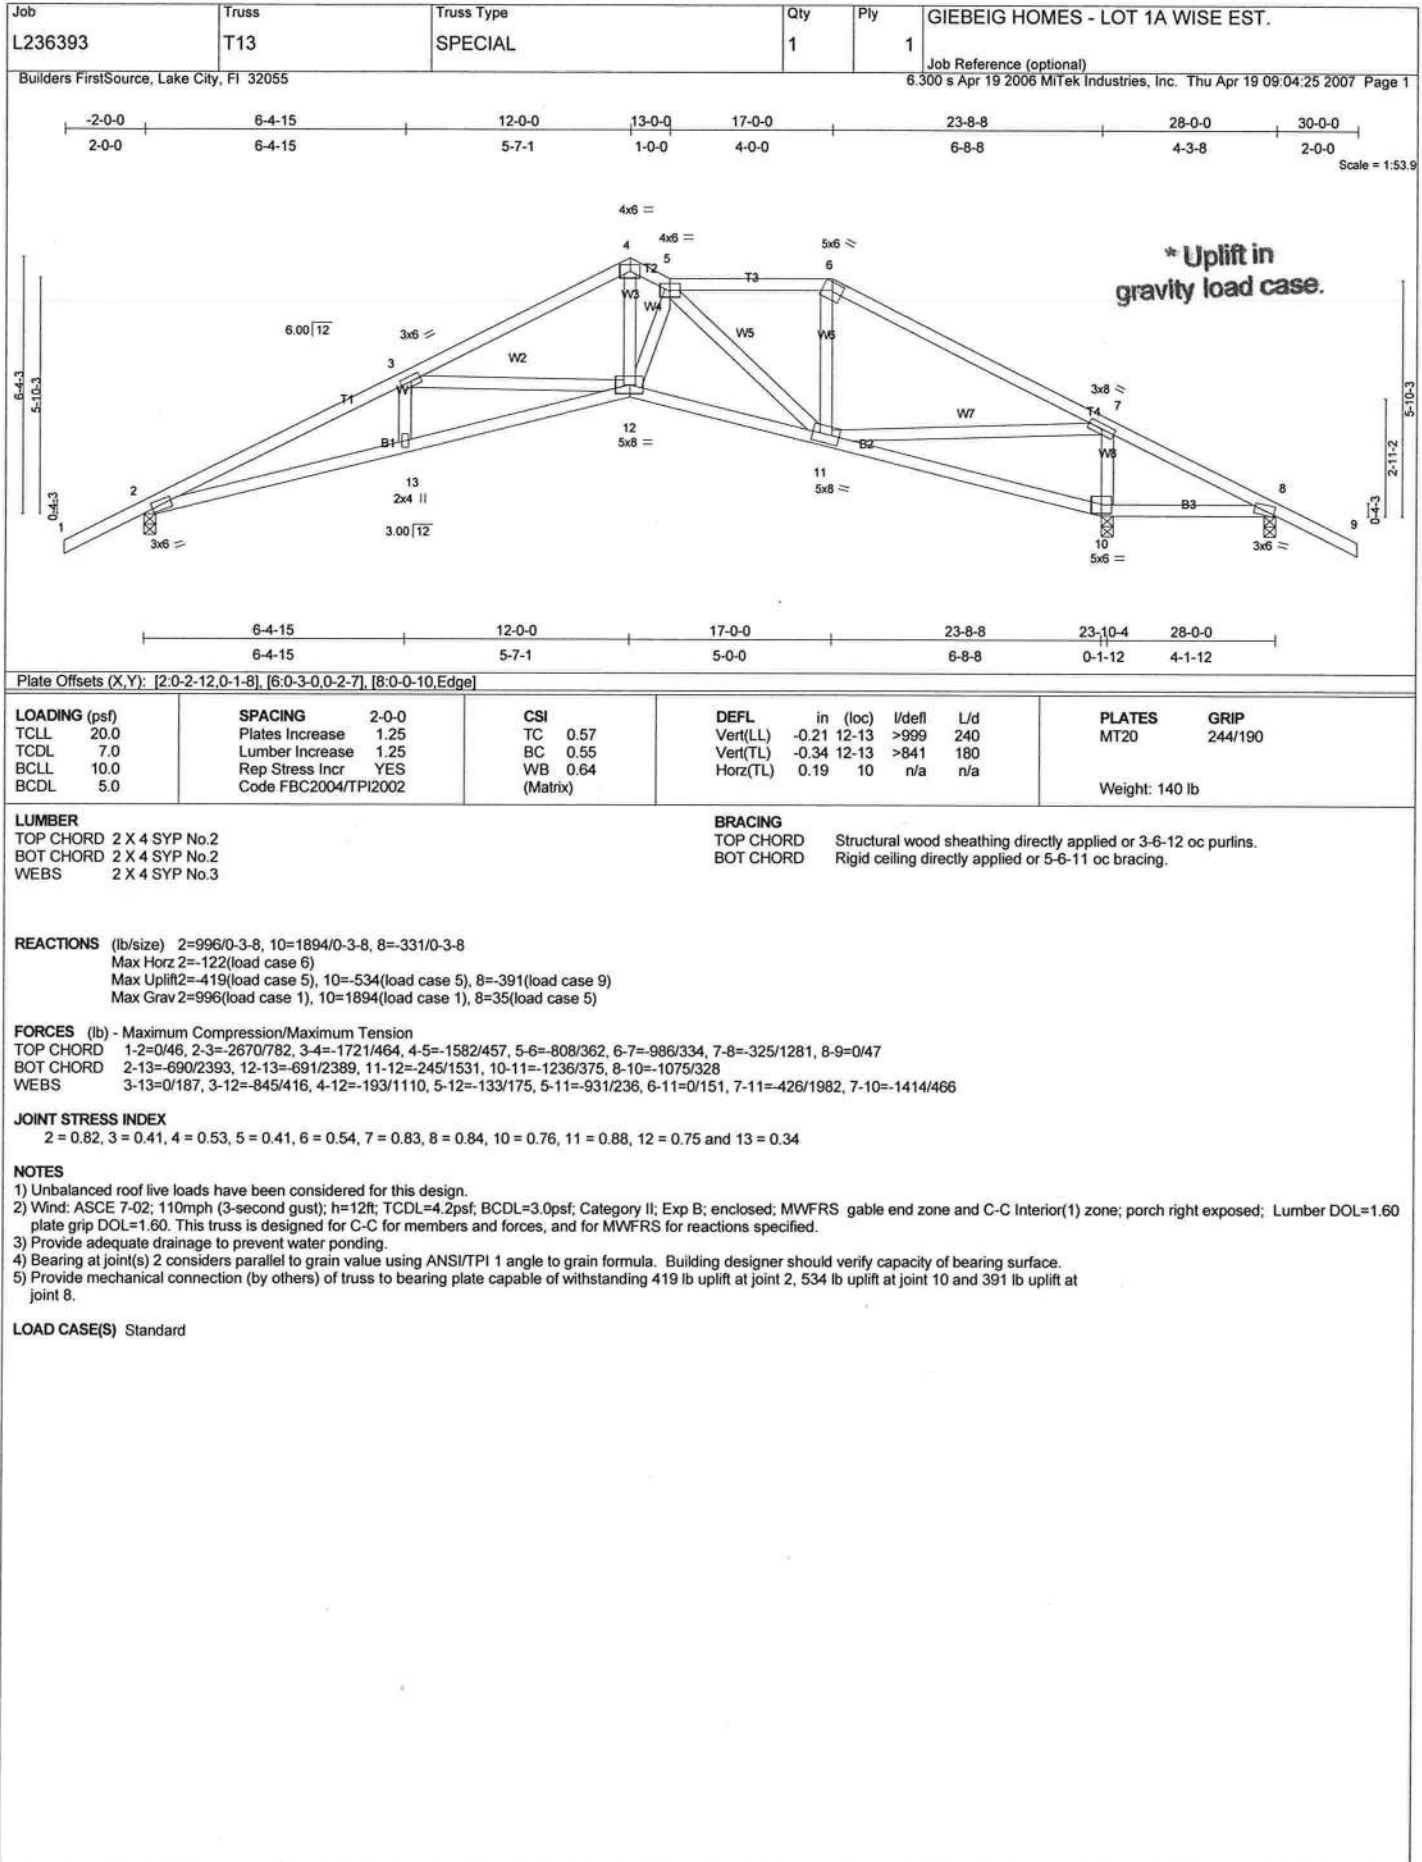 Job Truss Truss Type Qty Ply GIEBEIG HOMES - LOT 1A WISE EST.
L236393 T13 SPECIAL 1 1
Job Reference (optional)
Builders FirstSource, Lake City, Fl 32055 6.300 s Apr 19 2006 MiTek Industries, Inc. Thu Apr 19 09:04:25 2007 Page 1
-2-0-0 6-4-15 12-0-0 13-0-0 17-0-0 23-8-8 28-0-0 30-0-0
2-0-0 6-4-15 5-7-1 1-0-0 4-0-0 6-8-8 4-3-8 2-0-0
Scale = 1:53.9
4x6 =
4 4x6 = 5x6 ≈
5 6
* Uplift in
gravity load case.
T2 T3
W3 W4
6.00 12 3x6 = W5 W6
3 W2
6-4-3 5-10-3 5-10-3
3x8 =
T1 W T4 7
W7
12
5x8 =
B1 B2 W8 2-11-2
13 11
2x4 || 5x8 =
2 8
0-4-3 B3 0-4-3
1 3.00 12 9
3x6 = 10 3x6 =
5x6 =
6-4-15 12-0-0 17-0-0 23-8-8 23-10-4 28-0-0
6-4-15 5-7-1 5-0-0 6-8-8 0-1-12 4-1-12
Plate Offsets (X,Y): [2:0-2-12,0-1-8], [6:0-3-0,0-2-7], [8:0-0-10,Edge]
LOADING (psf) SPACING 2-0-0 CSI DEFL in (loc) l/defl L/d PLATES GRIP
TCLL 20.0 Plates Increase 1.25 TC 0.57 Vert(LL) -0.21 12-13 >999 240 MT20 244/190
TCDL 7.0 Lumber Increase 1.25 BC 0.55 Vert(TL) -0.34 12-13 >841 180
BCLL 10.0 Rep Stress Incr YES WB 0.64 Horz(TL) 0.19 10 n/a n/a
BCDL 5.0 Code FBC2004/TPI2002 (Matrix) Weight: 140 lb
LUMBER BRACING
TOP CHORD 2 X 4 SYP No.2 TOP CHORD Structural wood sheathing directly applied or 3-6-12 oc purlins.
BOT CHORD 2 X 4 SYP No.2 BOT CHORD Rigid ceiling directly applied or 5-6-11 oc bracing.
WEBS 2 X 4 SYP No.3
REACTIONS (lb/size) 2=996/0-3-8, 10=1894/0-3-8, 8=-331/0-3-8
Max Horz 2=-122(load case 6)
Max Uplift2=-419(load case 5), 10=-534(load case 5), 8=-391(load case 9)
Max Grav 2=996(load case 1), 10=1894(load case 1), 8=35(load case 5)
FORCES (lb) - Maximum Compression/Maximum Tension
TOP CHORD 1-2=0/46, 2-3=-2670/782, 3-4=-1721/464, 4-5=-1582/457, 5-6=-808/362, 6-7=-986/334, 7-8=-325/1281, 8-9=0/47
BOT CHORD 2-13=-690/2393, 12-13=-691/2389, 11-12=-245/1531, 10-11=-1236/375, 8-10=-1075/328
WEBS 3-13=0/187, 3-12=-845/416, 4-12=-193/1110, 5-12=-133/175, 5-11=-931/236, 6-11=0/151, 7-11=-426/1982, 7-10=-1414/466
JOINT STRESS INDEX
2 = 0.82, 3 = 0.41, 4 = 0.53, 5 = 0.41, 6 = 0.54, 7 = 0.83, 8 = 0.84, 10 = 0.76, 11 = 0.88, 12 = 0.75 and 13 = 0.34
NOTES
1) Unbalanced roof live loads have been considered for this design.
2) Wind: ASCE 7-02; 110mph (3-second gust); h=12ft; TCDL=4.2psf; BCDL=3.0psf; Category II; Exp B; enclosed; MWFRS gable end zone and C-C Interior(1) zone; porch right exposed; Lumber DOL=1.60
plate grip DOL=1.60. This truss is designed for C-C for members and forces, and for MWFRS for reactions specified.
3) Provide adequate drainage to prevent water ponding.
4) Bearing at joint(s) 2 considers parallel to grain value using ANSI/TPI 1 angle to grain formula. Building designer should verify capacity of bearing surface.
5) Provide mechanical connection (by others) of truss to bearing plate capable of withstanding 419 lb uplift at joint 2, 534 lb uplift at joint 10 and 391 lb uplift at
joint 8.
LOAD CASE(S) Standard